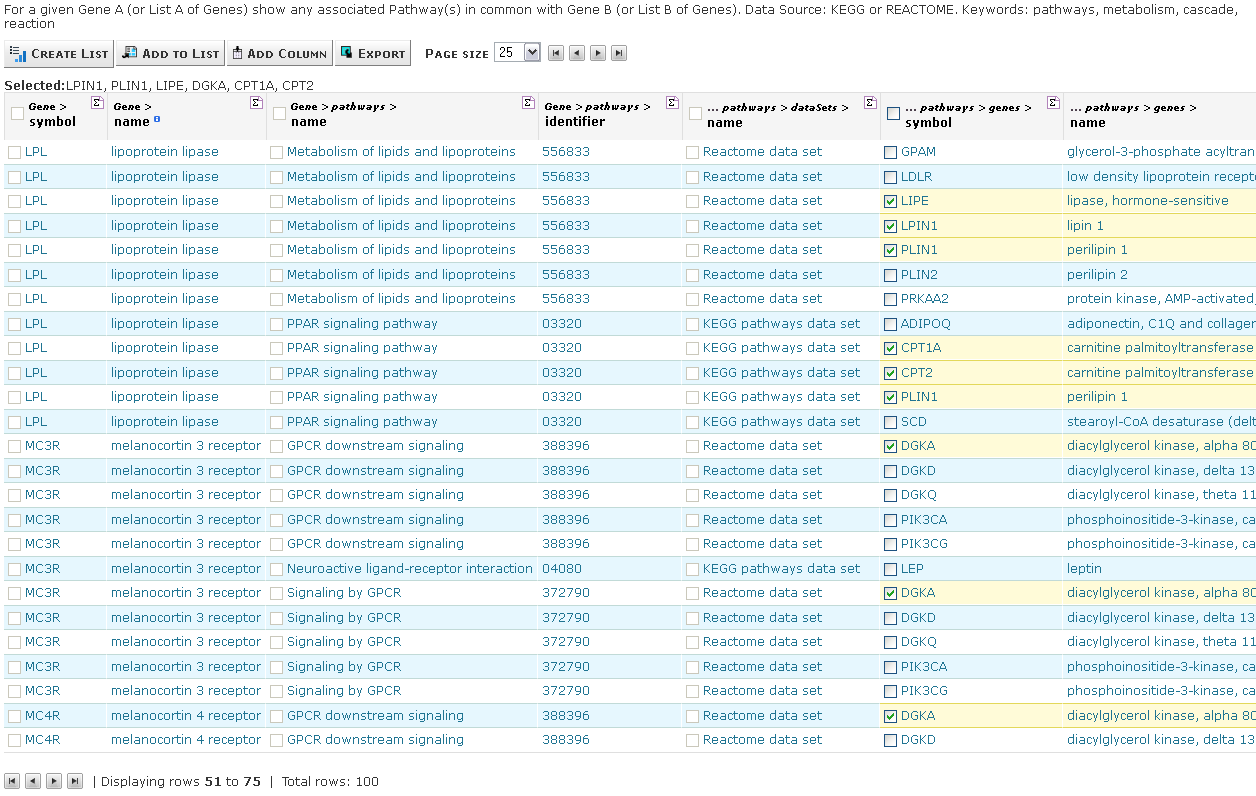 For a given Gene A (or List A of Genes) show any associated Pathway(s) in common with Gene B (or List B of Genes). Data Source: KEGG or REACTOME. Keywords: pathways, metabolism, cascade,
reaction
CREATE LIST ADD TO LIST ADD COLUMN EXPORT PAGE SIZE 25
Selected:LPIN1, PLIN1, LIPE, DGKA, CPT1A, CPT2
Gene > Gene > Gene > pathways > Gene > pathways > ... pathways > dataSets > ... pathways > genes > ... pathways > genes >
symbol name name identifier name symbol name
LPL lipoprotein lipase Metabolism of lipids and lipoproteins 556833 Reactome data set GPAM glycerol-3-phosphate acyltran
LPL lipoprotein lipase Metabolism of lipids and lipoproteins 556833 Reactome data set LDLR low density lipoprotein recepto
LPL lipoprotein lipase Metabolism of lipids and lipoproteins 556833 Reactome data set LIPE lipase, hormone-sensitive
LPL lipoprotein lipase Metabolism of lipids and lipoproteins 556833 Reactome data set LPIN1 lipin 1
LPL lipoprotein lipase Metabolism of lipids and lipoproteins 556833 Reactome data set PLIN1 perilipin 1
LPL lipoprotein lipase Metabolism of lipids and lipoproteins 556833 Reactome data set PLIN2 perilipin 2
LPL lipoprotein lipase Metabolism of lipids and lipoproteins 556833 Reactome data set PRKAA2 protein kinase, AMP-activated,
LPL lipoprotein lipase PPAR signaling pathway 03320 KEGG pathways data set ADIPOQ adiponectin, C1Q and collagen
LPL lipoprotein lipase PPAR signaling pathway 03320 KEGG pathways data set CPT1A carnitine palmitoyltransferase
LPL lipoprotein lipase PPAR signaling pathway 03320 KEGG pathways data set CPT2 carnitine palmitoyltransferase
LPL lipoprotein lipase PPAR signaling pathway 03320 KEGG pathways data set PLIN1 perilipin 1
LPL lipoprotein lipase PPAR signaling pathway 03320 KEGG pathways data set SCD stearoyl-CoA desaturase (delt
MC3R melanocortin 3 receptor GPCR downstream signaling 388396 Reactome data set DGKA diacylglycerol kinase, alpha 80
MC3R melanocortin 3 receptor GPCR downstream signaling 388396 Reactome data set DGKD diacylglycerol kinase, delta 13
MC3R melanocortin 3 receptor GPCR downstream signaling 388396 Reactome data set DGKQ diacylglycerol kinase, theta 11
MC3R melanocortin 3 receptor GPCR downstream signaling 388396 Reactome data set PIK3CA phosphoinositide-3-kinase, ca
MC3R melanocortin 3 receptor GPCR downstream signaling 388396 Reactome data set PIK3CG phosphoinositide-3-kinase, ca
MC3R melanocortin 3 receptor Neuroactive ligand-receptor interaction 04080 KEGG pathways data set LEP leptin
MC3R melanocortin 3 receptor Signaling by GPCR 372790 Reactome data set DGKA diacylglycerol kinase, alpha 80
MC3R melanocortin 3 receptor Signaling by GPCR 372790 Reactome data set DGKD diacylglycerol kinase, delta 13
MC3R melanocortin 3 receptor Signaling by GPCR 372790 Reactome data set DGKQ diacylglycerol kinase, theta 11
MC3R melanocortin 3 receptor Signaling by GPCR 372790 Reactome data set PIK3CA phosphoinositide-3-kinase, ca
MC3R melanocortin 3 receptor Signaling by GPCR 372790 Reactome data set PIK3CG phosphoinositide-3-kinase, ca
MC4R melanocortin 4 receptor GPCR downstream signaling 388396 Reactome data set DGKA diacylglycerol kinase, alpha 80
MC4R melanocortin 4 receptor GPCR downstream signaling 388396 Reactome data set DGKD diacylglycerol kinase, delta 13
| Displaying rows 51 to 75 | Total rows: 100